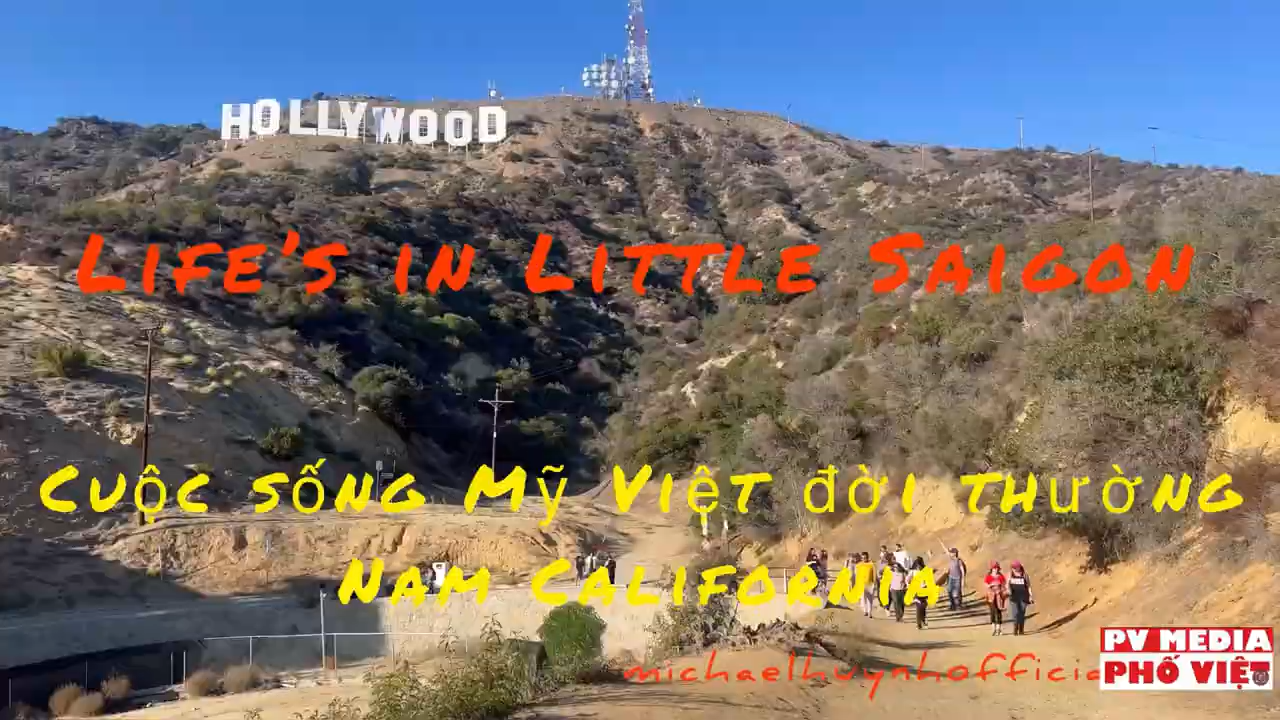 HOLLYWOOD
Life's in Little Saigon
Cuộc sống Mỹ Việt đời thường
Nam California
PV MEDIA
PHỐ VIỆT